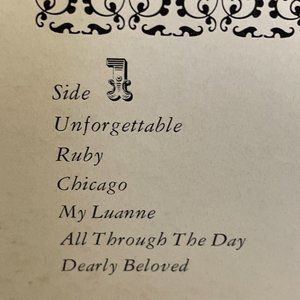 Side 1
Unforgettable
Ruby
Chicago
My Luanne
All Through The Day
Dearly Beloved